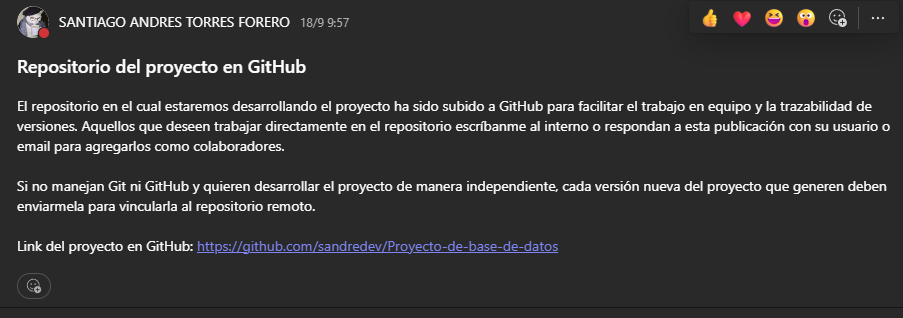 SANTIAGO ANDRES TORRES FORERO 18/9 9:57
Repositorio del proyecto en GitHub
El repositorio en el cual estaremos desarrollando el proyecto ha sido subido a GitHub para facilitar el trabajo en equipo y la trazabilidad de
versiones. Aquellos que deseen trabajar directamente en el repositorio escríbanme al interno o respondan a esta publicación con su usuario o
email para agregarlos como colaboradores.
Si no manejan Git ni GitHub y quieren desarrollar el proyecto de manera independiente, cada versión nueva del proyecto que generen deben
enviarmela para vincularla al repositorio remoto.
Link del proyecto en GitHub: https://github.com/sandredev/Proyecto-de-base-de-datos